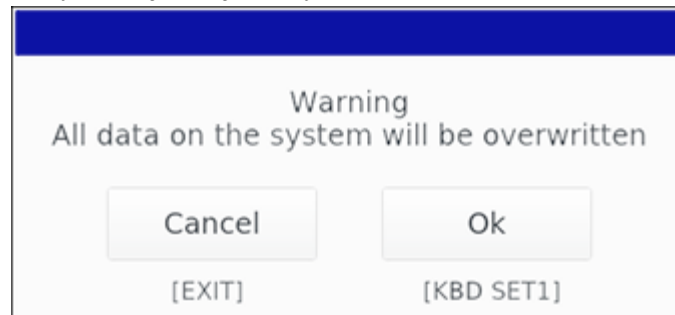 Warning
All data on the system will be overwritten
Cancel
Ok
[EXIT]
[KBD SET1]